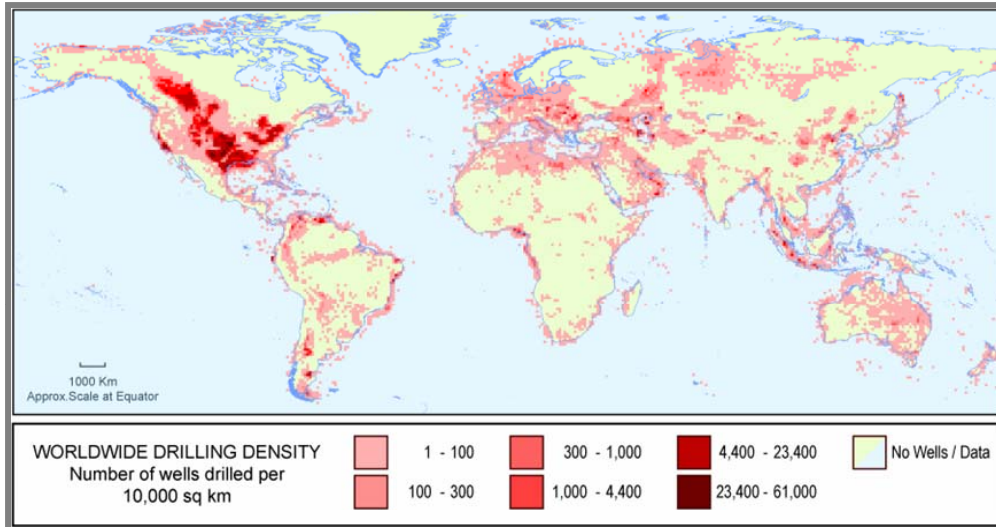 1000 Km
Approx.Scale at Equator
WORLDWIDE DRILLING DENSITY
Number of wells drilled per
10,000 sq km
1 - 100
300 - 1,000
4,400 - 23,400
No Wells / Data
100 - 300
1,000 - 4,400
23,400 - 61,000